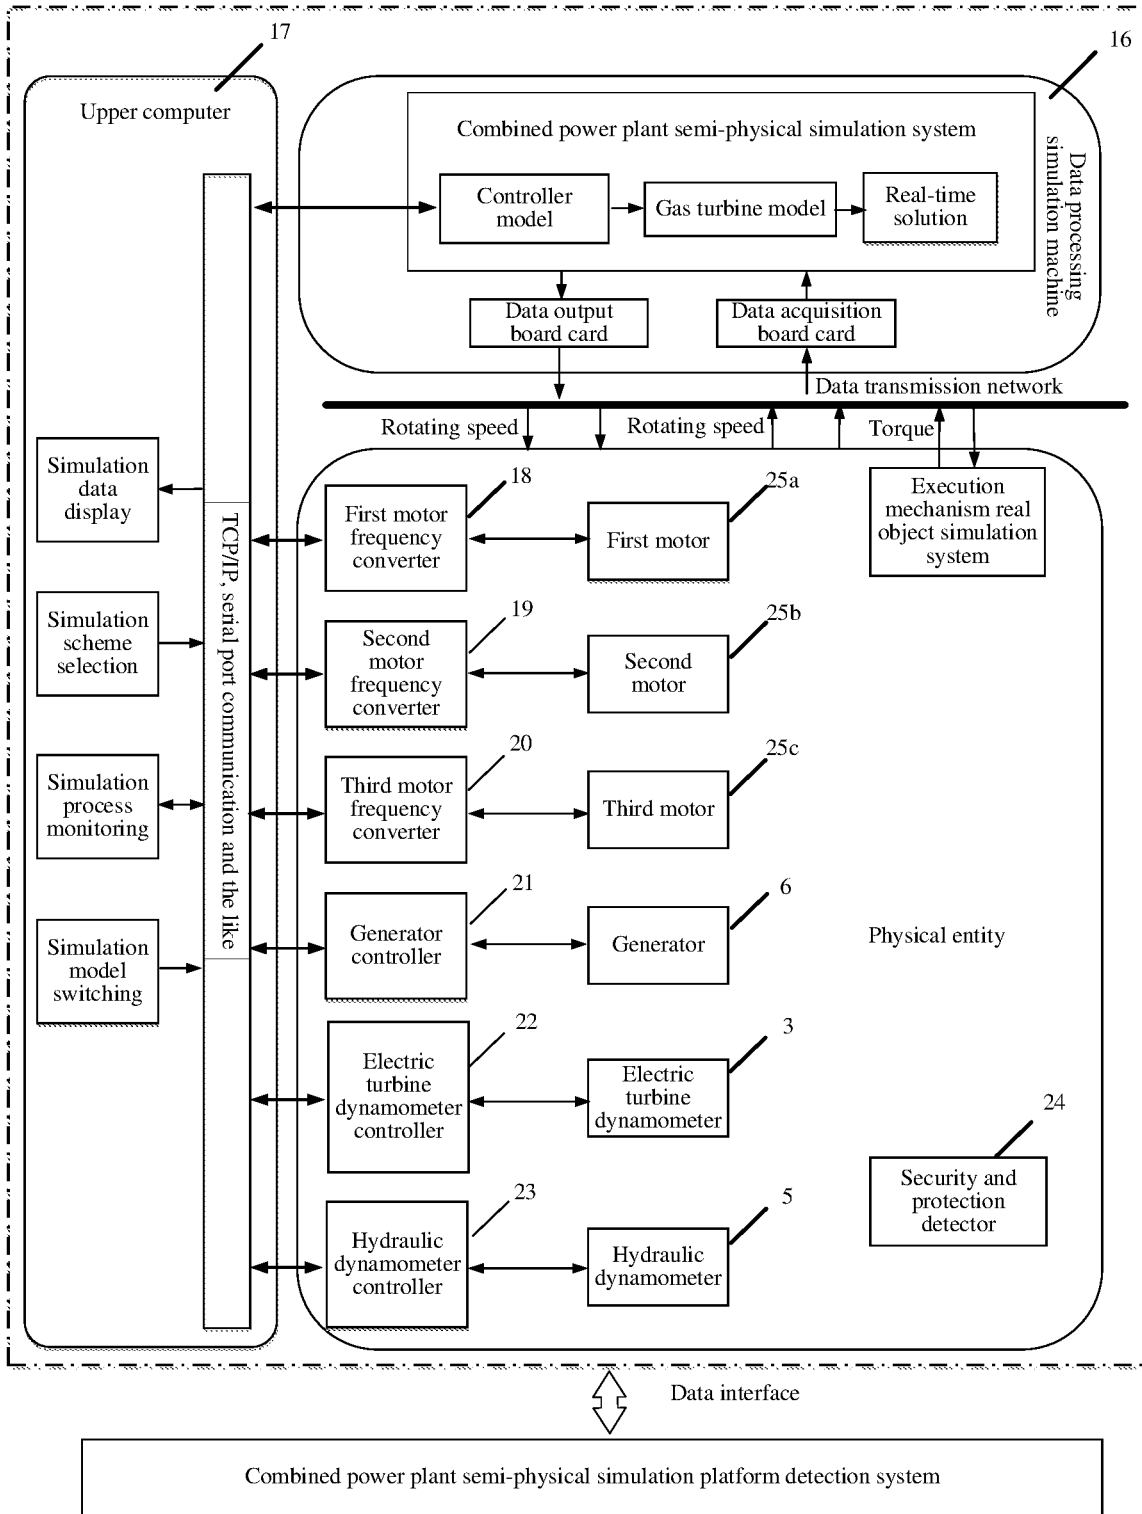 17
16
Upper computer
Combined power plant semi-physical simulation system
Controller
model
Gas turbine model
Real-time
solution
Data processing
simulation machine
Data output
board card
Data acquisition
board card
Data transmission network
Rotating speed
Rotating speed
Torque
Simulation
data
display
Simulation
scheme
selection
Simulation
process
monitoring
Simulation
model
switching
TCP/IP, serial port communication and the like
18
First motor
frequency
converter
25a
First motor
Execution
mechanism real
object simulation
system
19
Second
motor
frequency
converter
25b
Second
motor
20
Third motor
frequency
converter
25c
Third motor
21
Generator
controller
6
Generator
Physical entity
22
Electric
turbine
dynamometer
controller
3
Electric
turbine
dynamometer
24
Security and
protection
detector
23
Hydraulic
dynamometer
controller
5
Hydraulic
dynamometer
Data interface
Combined power plant semi-physical simulation platform detection system